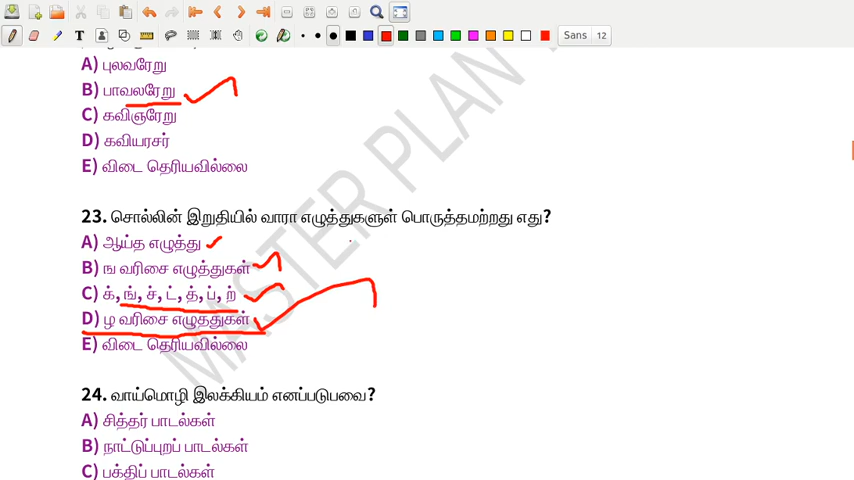 Sans 12
A) புலவரேறு
B) பாவலரேறு
C) கவிஞரேறு
D) கவியரசர்
E) விடை தெரியவில்லை
23. சொல்லின் இறுதியில் வாரா எழுத்துகளுள் பொருத்தமற்றது எது?
A) ஆய்த எழுத்து
B) ங வரிசை எழுத்துகள்
C) க், ங், ச், ட், த், ப், ற்
D) ழ வரிசை எழுத்துகள்
E) விடை தெரியவில்லை
24. வாய்மொழி இலக்கியம் எனப்படுபவை?
A) சித்தர் பாடல்கள்
B) நாட்டுப்புறப் பாடல்கள்
C) பக்திப் பாடல்கள்
MASTER PLAN